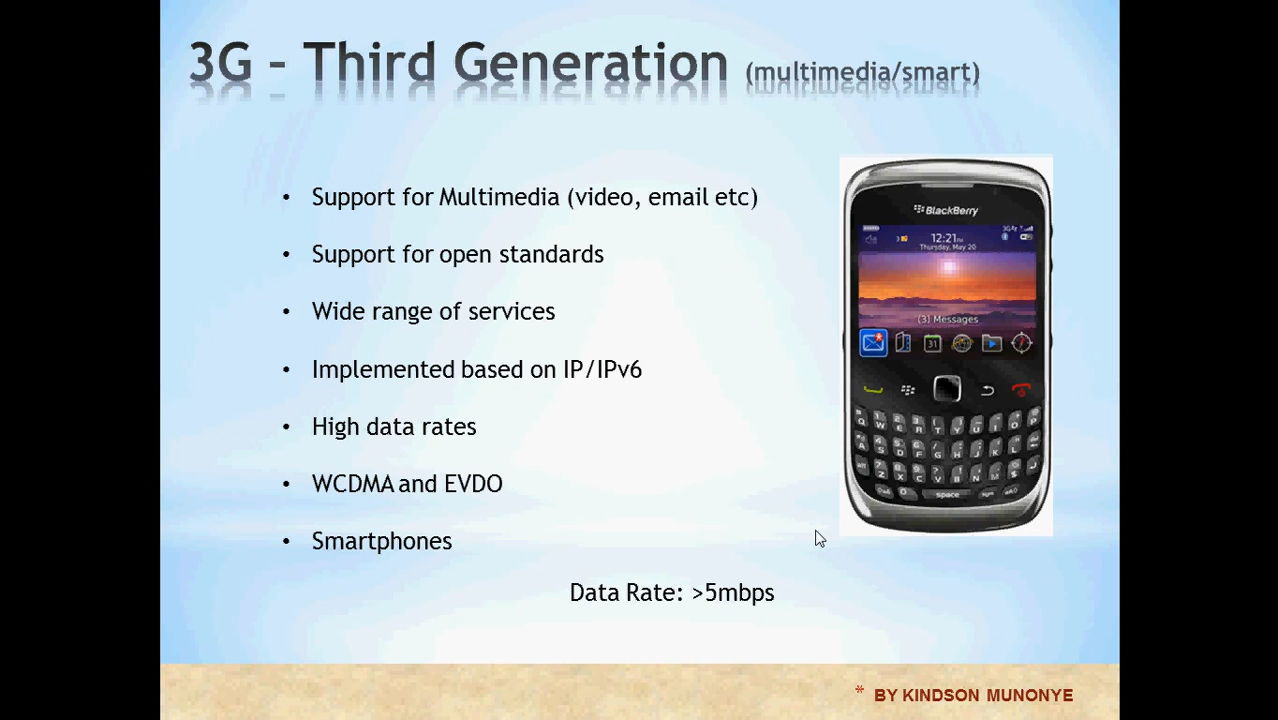 3G – Third Generation (multimedia/smart)
• Support for Multimedia (video, email etc)
• Support for open standards
• Wide range of services
• Implemented based on IP/IPv6
• High data rates
• WCDMA and EVDO
• Smartphones
Data Rate: >5mbps
BlackBerry
12:21
Thursday, May 20
(3) Messages
31
space
* BY KINDSON MUNONYE